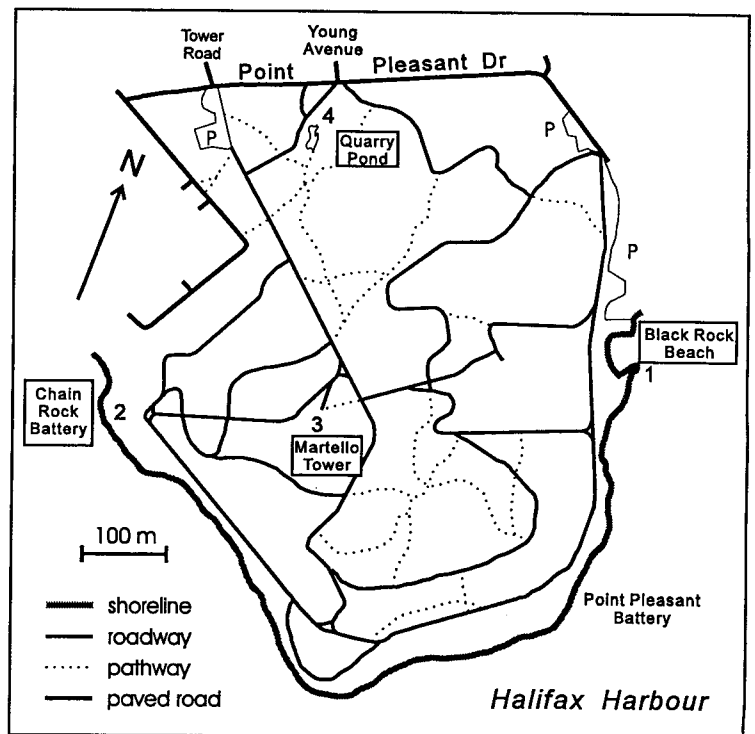 Tower
Road
Young
Avenue
Point Pleasant Dr
4
P
Quarry
Pond
P
N
P
Black Rock
Beach
1
Chain
Rock
Battery
2
3
Martello
Tower
100 m
shoreline
roadway
pathway
paved road
Point Pleasant
Battery
Halifax Harbour